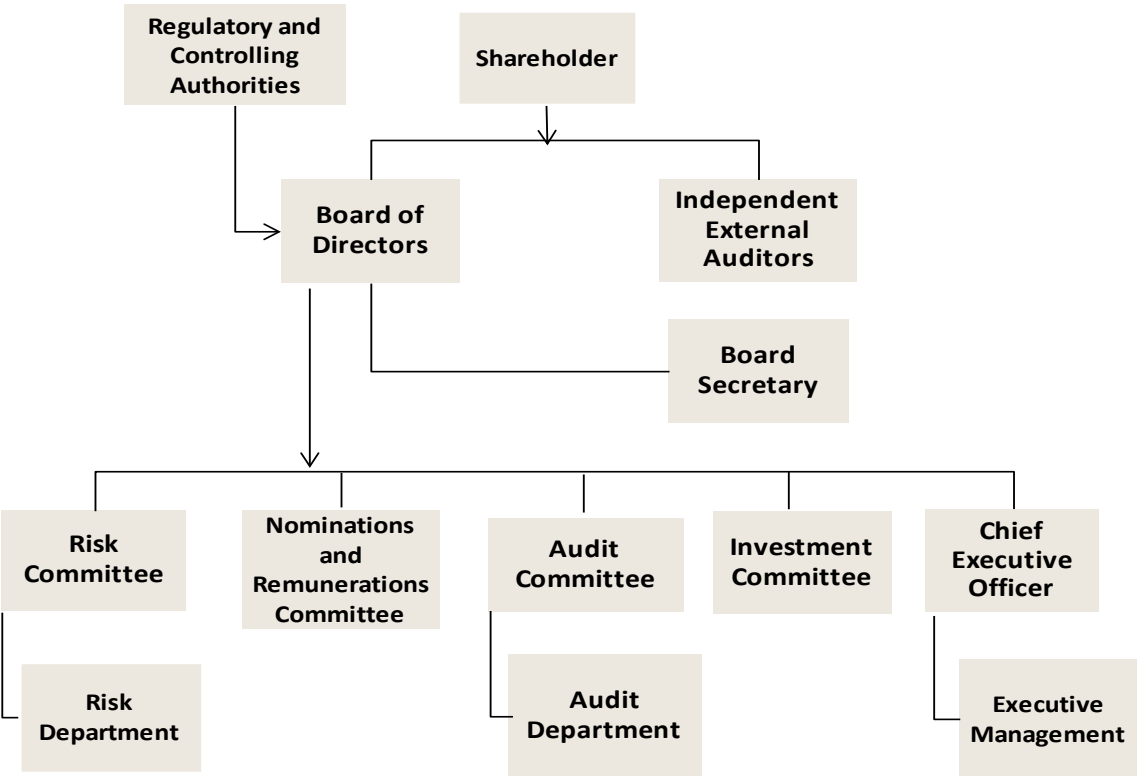 Regulatory and
Controlling
Authorities
Shareholder
Board of
Directors
Independent
External
Auditors
Board
Secretary
Risk
Committee
Nominations
and
Remunerations
Committee
Audit
Committee
Investment
Committee
Chief
Executive
Officer
Risk
Department
Audit
Department
Executive
Management